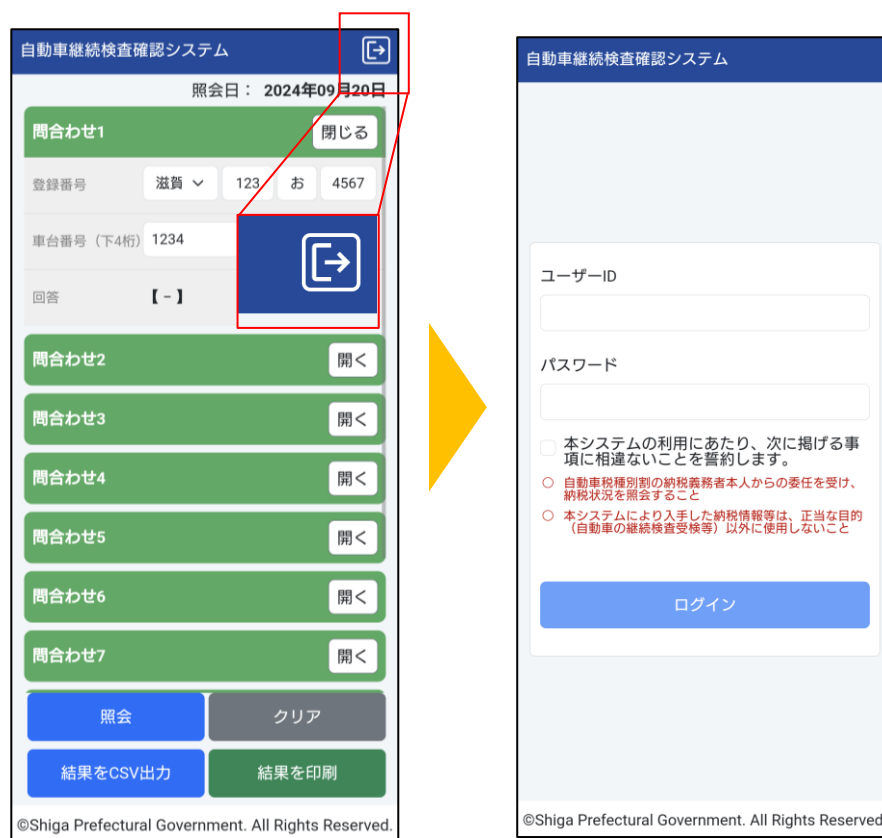 自動車継続検査確認システム
照会日： 2024年09月20日
問合わせ1 閉じる
登録番号 滋賀 123 お 4567
車台番号（下4桁） 1234
回答 【 - 】
問合わせ2 開く
問合わせ3 開く
問合わせ4 開く
問合わせ5 開く
問合わせ6 開く
問合わせ7 開く
照会 クリア
結果をCSV出力 結果を印刷
©Shiga Prefectural Government. All Rights Reserved.
自動車継続検査確認システム
ユーザーID
パスワード
本システムの利用にあたり、次に掲げる事
項に相違ないことを誓約します。
○ 自動車税種別割の納税義務者本人からの委任を受け、
納税状況を照会すること
○ 本システムにより入手した納税情報等は、正当な目的
（自動車の継続検査受検等）以外に使用しないこと
ログイン
©Shiga Prefectural Government. All Rights Reserved